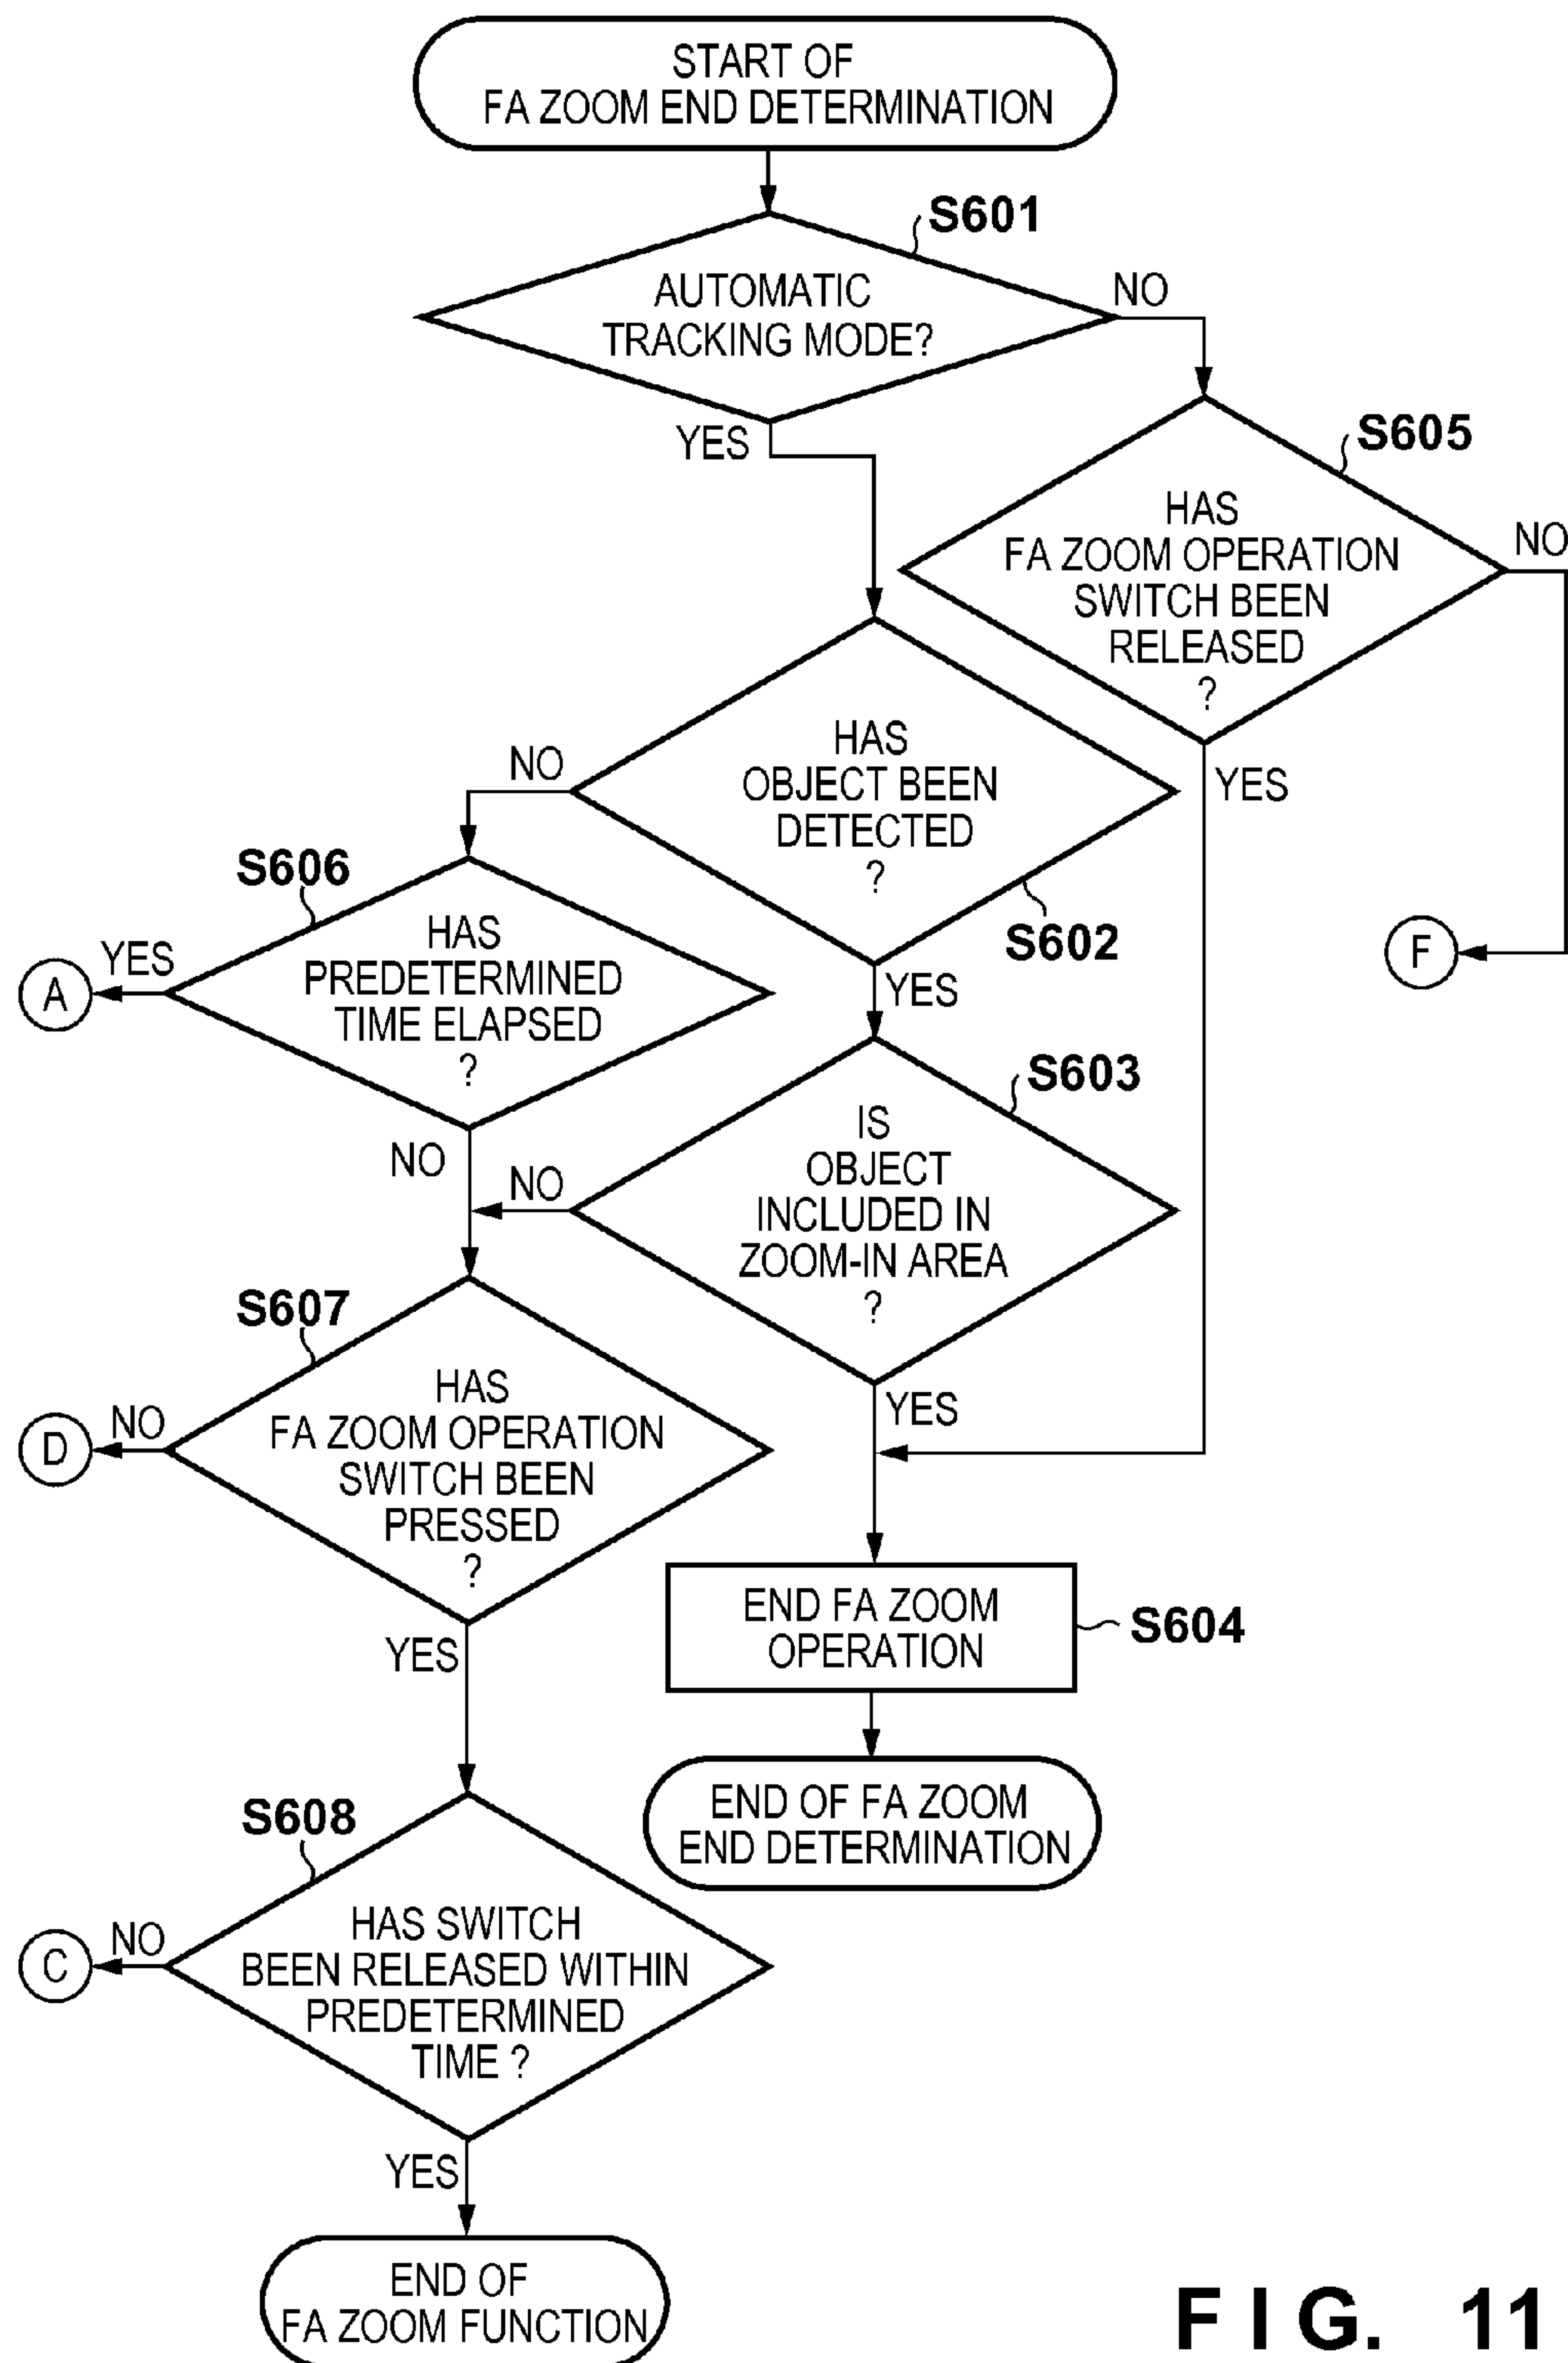 START OF
FA ZOOM END DETERMINATION
S601
AUTOMATIC
TRACKING MODE?
NO
YES
S605
HAS
FA ZOOM OPERATION
SWITCH BEEN
RELEASED
?
NO
YES
F
HAS
OBJECT BEEN
DETECTED
?
NO
S602
YES
S606
HAS
PREDETERMINED
TIME ELAPSED
?
YES
A
NO
S603
IS
OBJECT
INCLUDED IN
ZOOM-IN AREA
?
NO
YES
S607
HAS
FA ZOOM OPERATION
SWITCH BEEN
PRESSED
?
NO
D
YES
END FA ZOOM
OPERATION
S604
END OF FA ZOOM
END DETERMINATION
S608
HAS SWITCH
BEEN RELEASED WITHIN
PREDETERMINED
TIME ?
NO
C
YES
END OF
FA ZOOM FUNCTION
FIG. 11